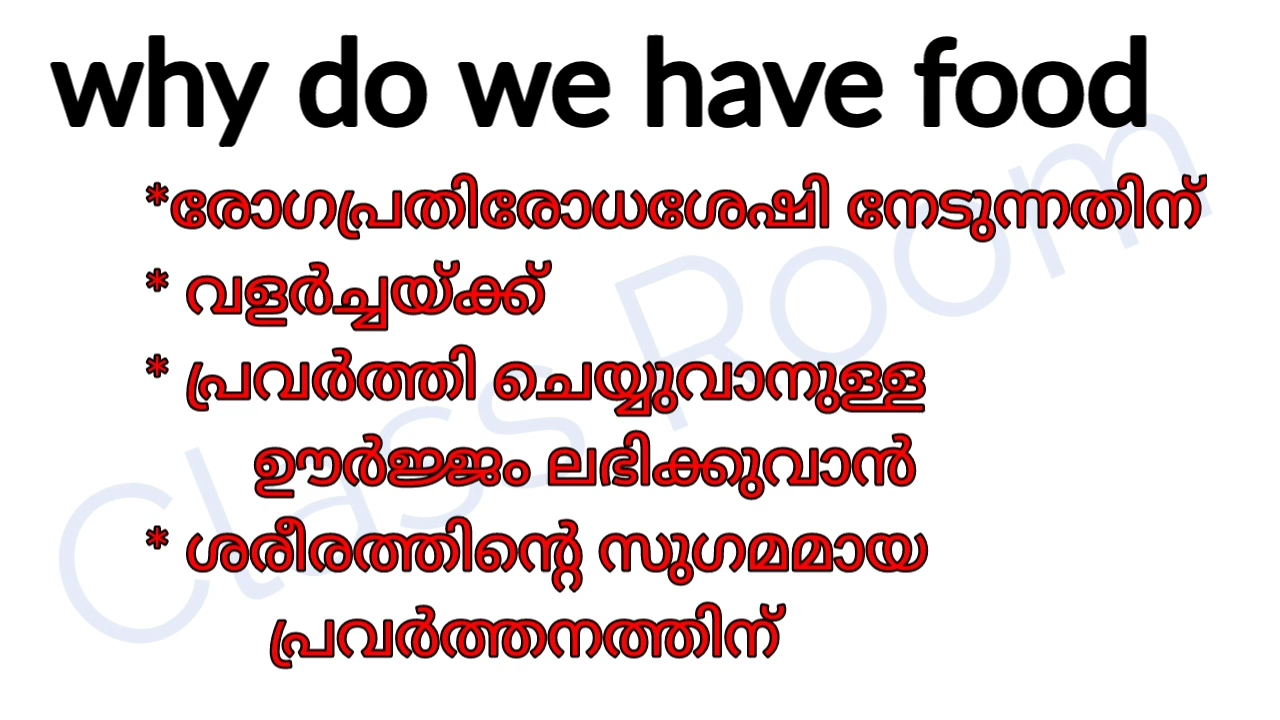 why do we have food
*രോഗപ്രതിരോധശേഷി നേടുന്നതിന്
* വളർച്ചയ്ക്ക്
* പ്രവർത്തി ചെയ്യുവാനുള്ള
ഊർജ്ജം ലഭിക്കുവാൻ
* ശരീരത്തിന്റെ സുഗമമായ
പ്രവർത്തനത്തിന്
Class Room